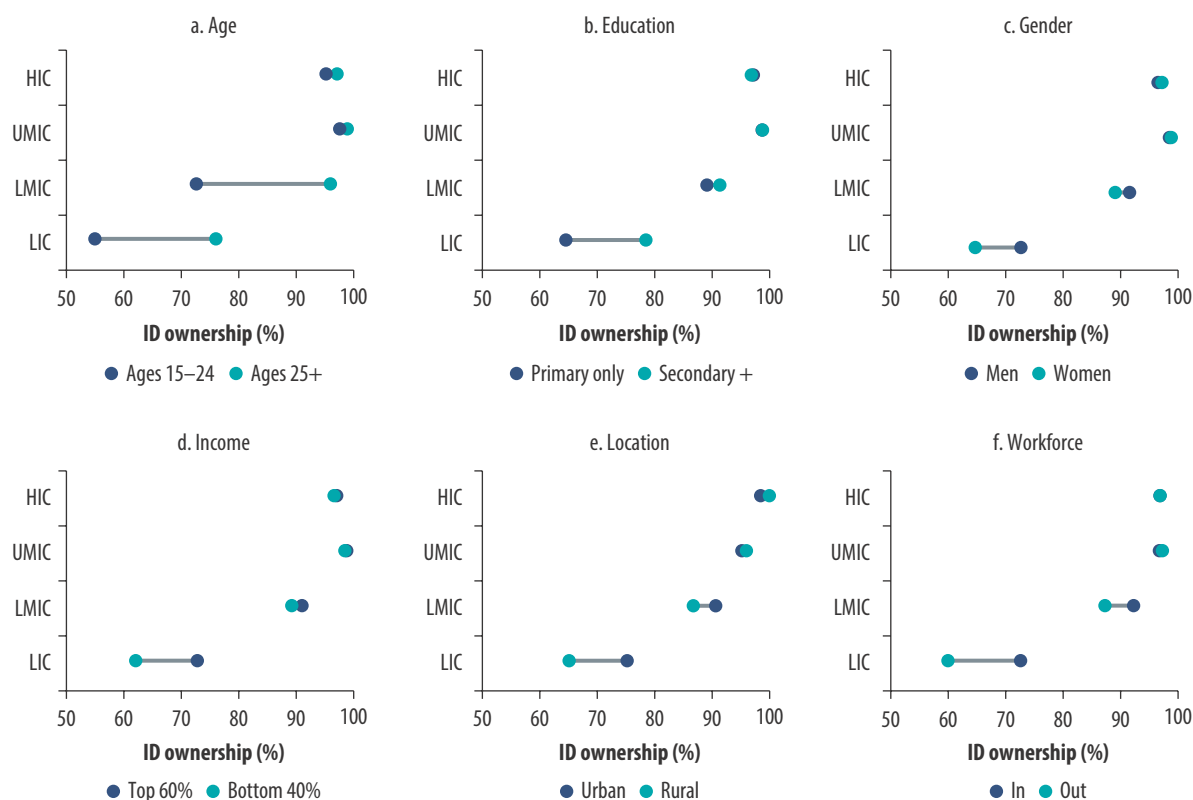 a. Age
HIC
UMIC
LMIC
LIC
50 60 70 80 90 100
ID ownership (%)
Ages 15–24 Ages 25+
b. Education
HIC
UMIC
LMIC
LIC
50 60 70 80 90 100
ID ownership (%)
Primary only Secondary +
c. Gender
HIC
UMIC
LMIC
LIC
50 60 70 80 90 100
ID ownership (%)
Men Women
d. Income
HIC
UMIC
LMIC
LIC
50 60 70 80 90 100
ID ownership (%)
Top 60% Bottom 40%
e. Location
HIC
UMIC
LMIC
LIC
50 60 70 80 90 100
ID ownership (%)
Urban Rural
f. Workforce
HIC
UMIC
LMIC
LIC
50 60 70 80 90 100
ID ownership (%)
In Out